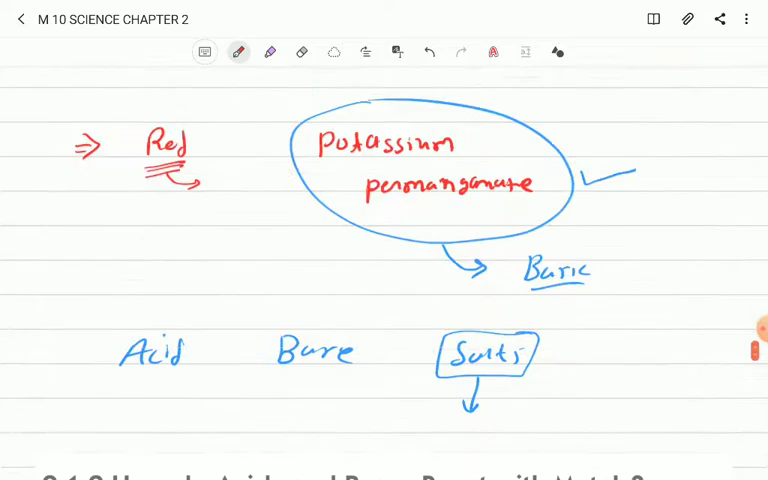 M 10 SCIENCE CHAPTER 2
⇒ Red Potassium
permanganate
Basic
Acid Base Salts